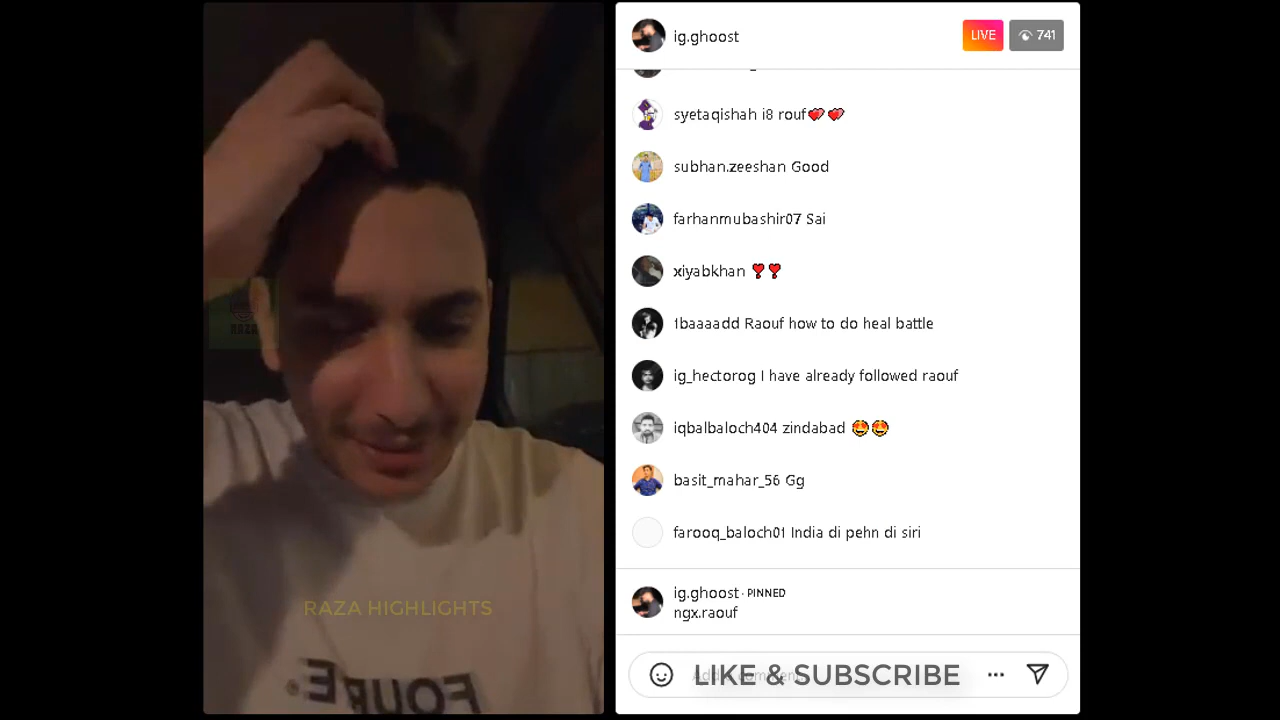 ig.ghoost
LIVE
741
syetaqishah i8 rouf💕💕
subhan.zeeshan Good
farhanmubashir07 Sai
xiyabkhan ❣❣
1baaaadd Raouf how to do heal battle
ig_hectorog I have already followed raouf
iqbalbaloch404 zindabad 🤩🤩
basit_mahar_56 Gg
farooq_baloch01 India di pehn di siri
ig.ghoost · PINNED
ngx.raouf
LIKE & SUBSCRIBE
RAZA HIGHLIGHTS